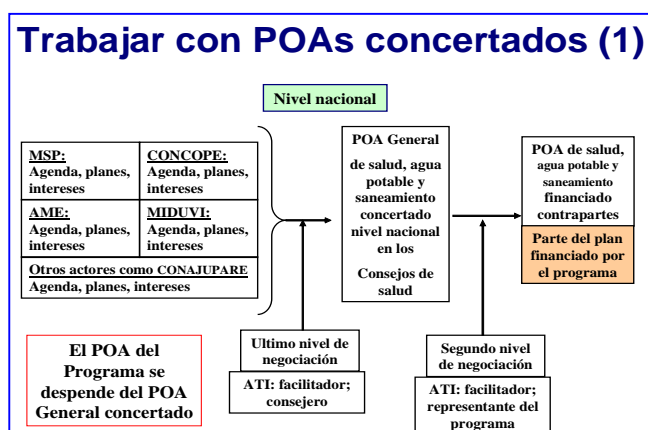 Trabajar con POAs concertados (1)
Nivel nacional
MSP:
Agenda, planes,
intereses
CONCOPE:
Agenda, planes,
intereses
AME:
Agenda, planes,
intereses
MIDUVI:
Agenda, planes,
intereses
Otros actores como CONAJUPARE
Agenda, planes, intereses
POA General
de salud, agua
potable y
saneamiento
concertado
nivel nacional
en los
Consejos de
salud
POA de salud,
agua potable y
saneamiento
financiado
contrapartes
Parte del plan
financiado por
el programa
El POA del
Programa se
despende del POA
General concertado
Ultimo nivel de
negociación
ATI: facilitador;
consejero
Segundo nivel
de negociación
ATI: facilitador;
representante del
programa